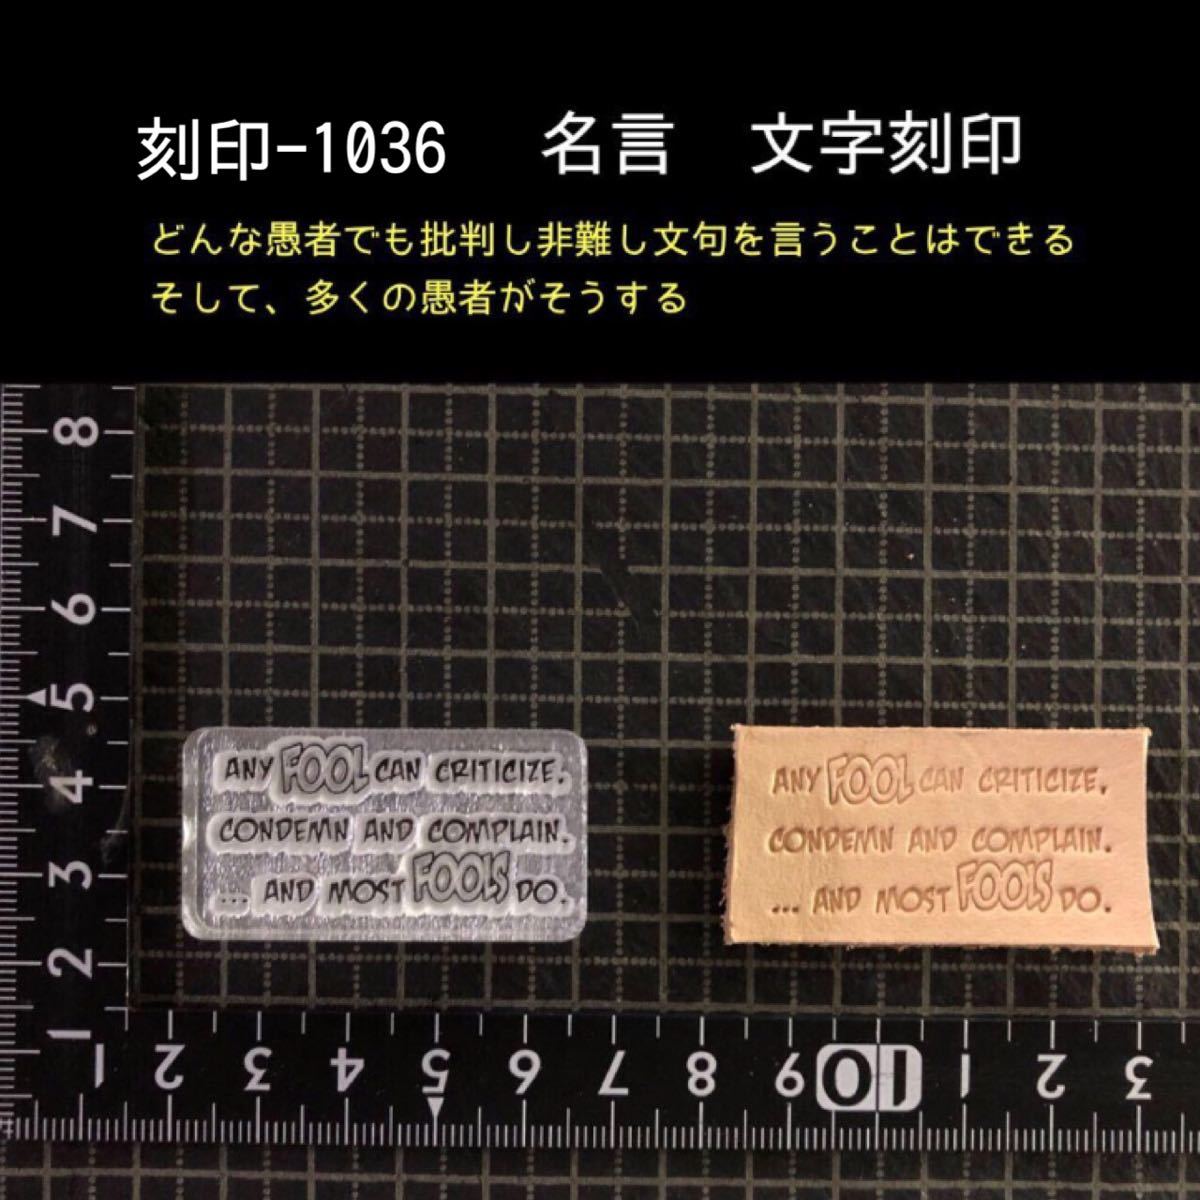 刻印-1036 名言 文字刻印
どんな愚者でも批判し非難し文句を言うことはできる
そして、多くの愚者がそうする
8
7
6
5
4
3
2
1
ANY FOOL CAN CRITICIZE.
CONDEMN AND COMPLAIN.
... AND MOST FOOLS DO.
ANY FOOL CAN CRITICIZE.
CONDEMN AND COMPLAIN.
... AND MOST FOOLS DO.
1 2 3 4 5 6 7 8 9 10 1 2 3